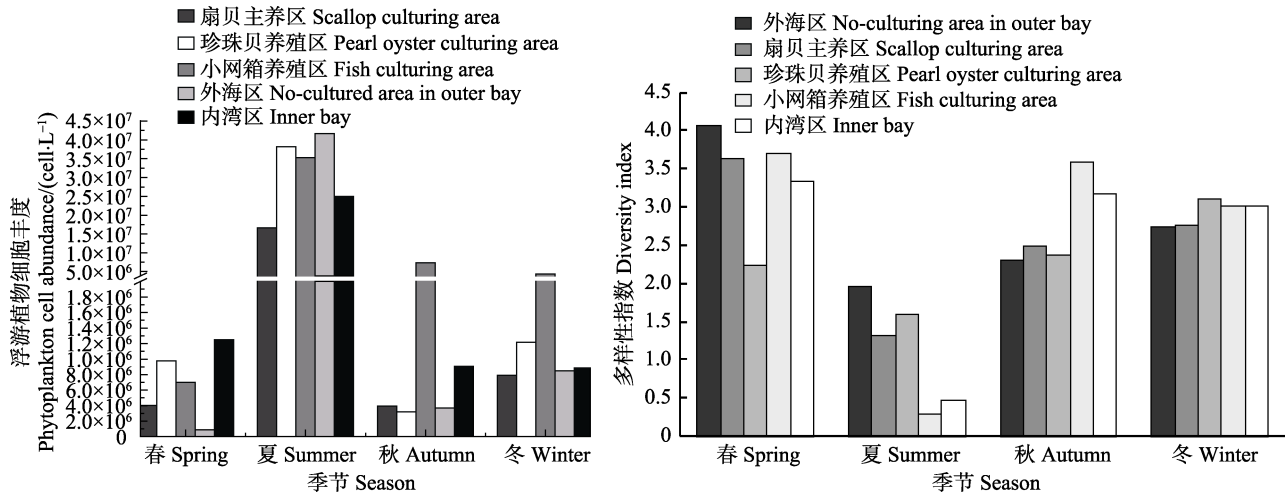 扇贝主养区 Scallop culturing area
珍珠贝养殖区 Pearl oyster culturing area
小网箱养殖区 Fish culturing area
外海区 No-cultured area in outer bay
内湾区 Inner bay
浮游植物细胞丰度
Phytoplankton cell abundance/(cell·L⁻¹)
4.5×10⁷
4.0×10⁷
3.5×10⁷
3.0×10⁷
2.5×10⁷
2.0×10⁷
1.5×10⁷
1.0×10⁷
5.0×10⁶
1.8×10⁶
1.6×10⁶
1.4×10⁶
1.2×10⁶
1.0×10⁶
8.0×10⁶
6.0×10⁶
4.0×10⁶
2.0×10⁶
0
春 Spring
夏 Summer
秋 Autumn
冬 Winter
季节 Season
外海区 No-culturing area in outer bay
扇贝主养区 Scallop culturing area
珍珠贝养殖区 Pearl oyster culturing area
小网箱养殖区 Fish culturing area
内湾区 Inner bay
多样性指数 Diversity index
4.5
4.0
3.5
3.0
2.5
2.0
1.5
1.0
0.5
0
春 Spring
夏 Summer
秋 Autumn
冬 Winter
季节 Season